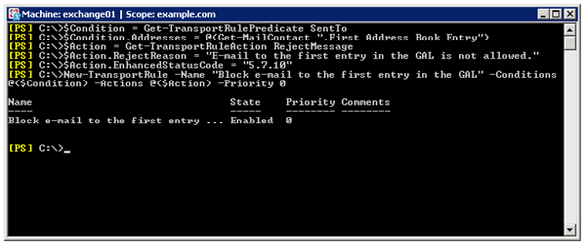 Machine: exchange01 | Scope: example.com
[PS] C:\>$Condition = Get-TransportRulePredicate SentTo
[PS] C:\>$Condition.Addresses = @(Get-MailContact ".First Address Book Entry")
[PS] C:\>$Action = Get-TransportRuleAction RejectMessage
[PS] C:\>$Action.RejectReason = "E-mail to the first entry in the GAL is not allowed."
[PS] C:\>$Action.EnhancedStatusCode = "5.7.10"
[PS] C:\>New-TransportRule -Name "Block e-mail to the first entry in the GAL" -Conditions
@($Condition) -Actions @($Action) -Priority 0
Name State Priority Comments
---- ----- -------- --------
Block e-mail to the first entry ... Enabled 0
[PS] C:\>_